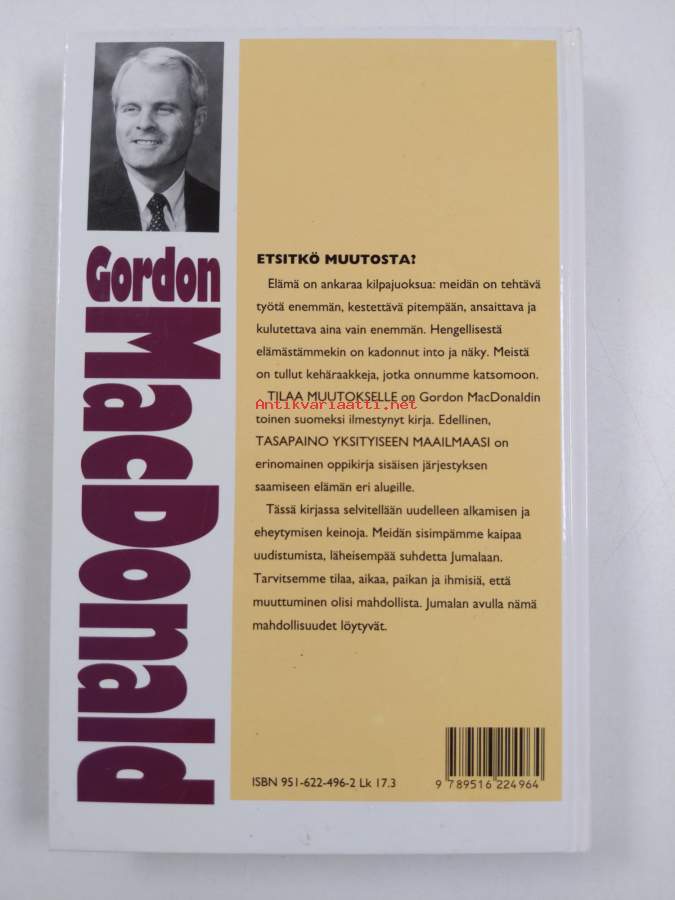 Gordon
MacDonald
ETSITKÖ MUUTOSTA?
Elämä on ankaraa kilpajuoksua: meidän on tehtävä
työtä enemmän, kestettävä pitempään, ansaittava ja
kulutettava aina vain enemmän. Hengellisestä
elämästämmekin on kadonnut into ja näky. Meistä
on tullut kehäraakkeja, jotka onnumme katsomoon.
TILAA MUUTOKSELLE on Gordon MacDonaldin
Antikvariaatti.net
toinen suomeksi ilmestynyt kirja. Edellinen,
TASAPAINO YKSITYISEEN MAAILMAASI on
erinomainen oppikirja sisäisen järjestyksen
saamiseen elämän eri alueille.
Tässä kirjassa selvitellään uudelleen alkamisen ja
eheytymisen keinoja. Meidän sisimpämme kaipaa
uudistumista, läheisempää suhdetta Jumalaan.
Tarvitsemme tilaa, aikaa, paikan ja ihmisiä, että
muuttuminen olisi mahdollista. Jumalan avulla nämä
mahdollisuudet löytyvät.
ISBN 951-622-496-2 Lk 17.3
9 789516 224964